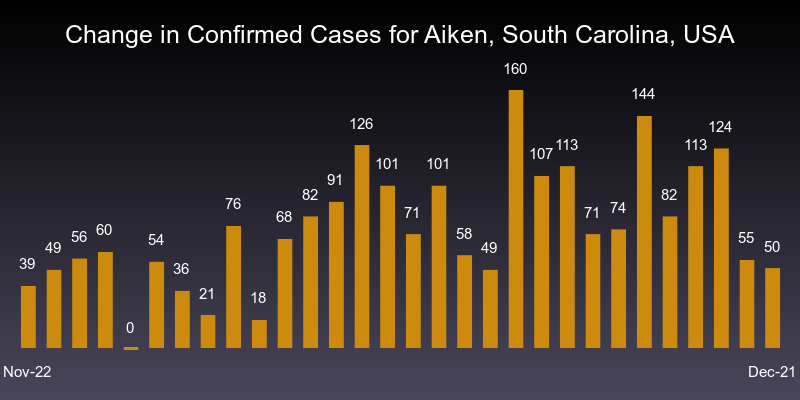 Change in Confirmed Cases for Aiken, South Carolina, USA
39 49 56 60 0 54 36 21 76 18 68 82 91 126 101 71 101 58 49 160 107 113 71 74 144 82 113 124 55 50
Nov-22 Dec-21